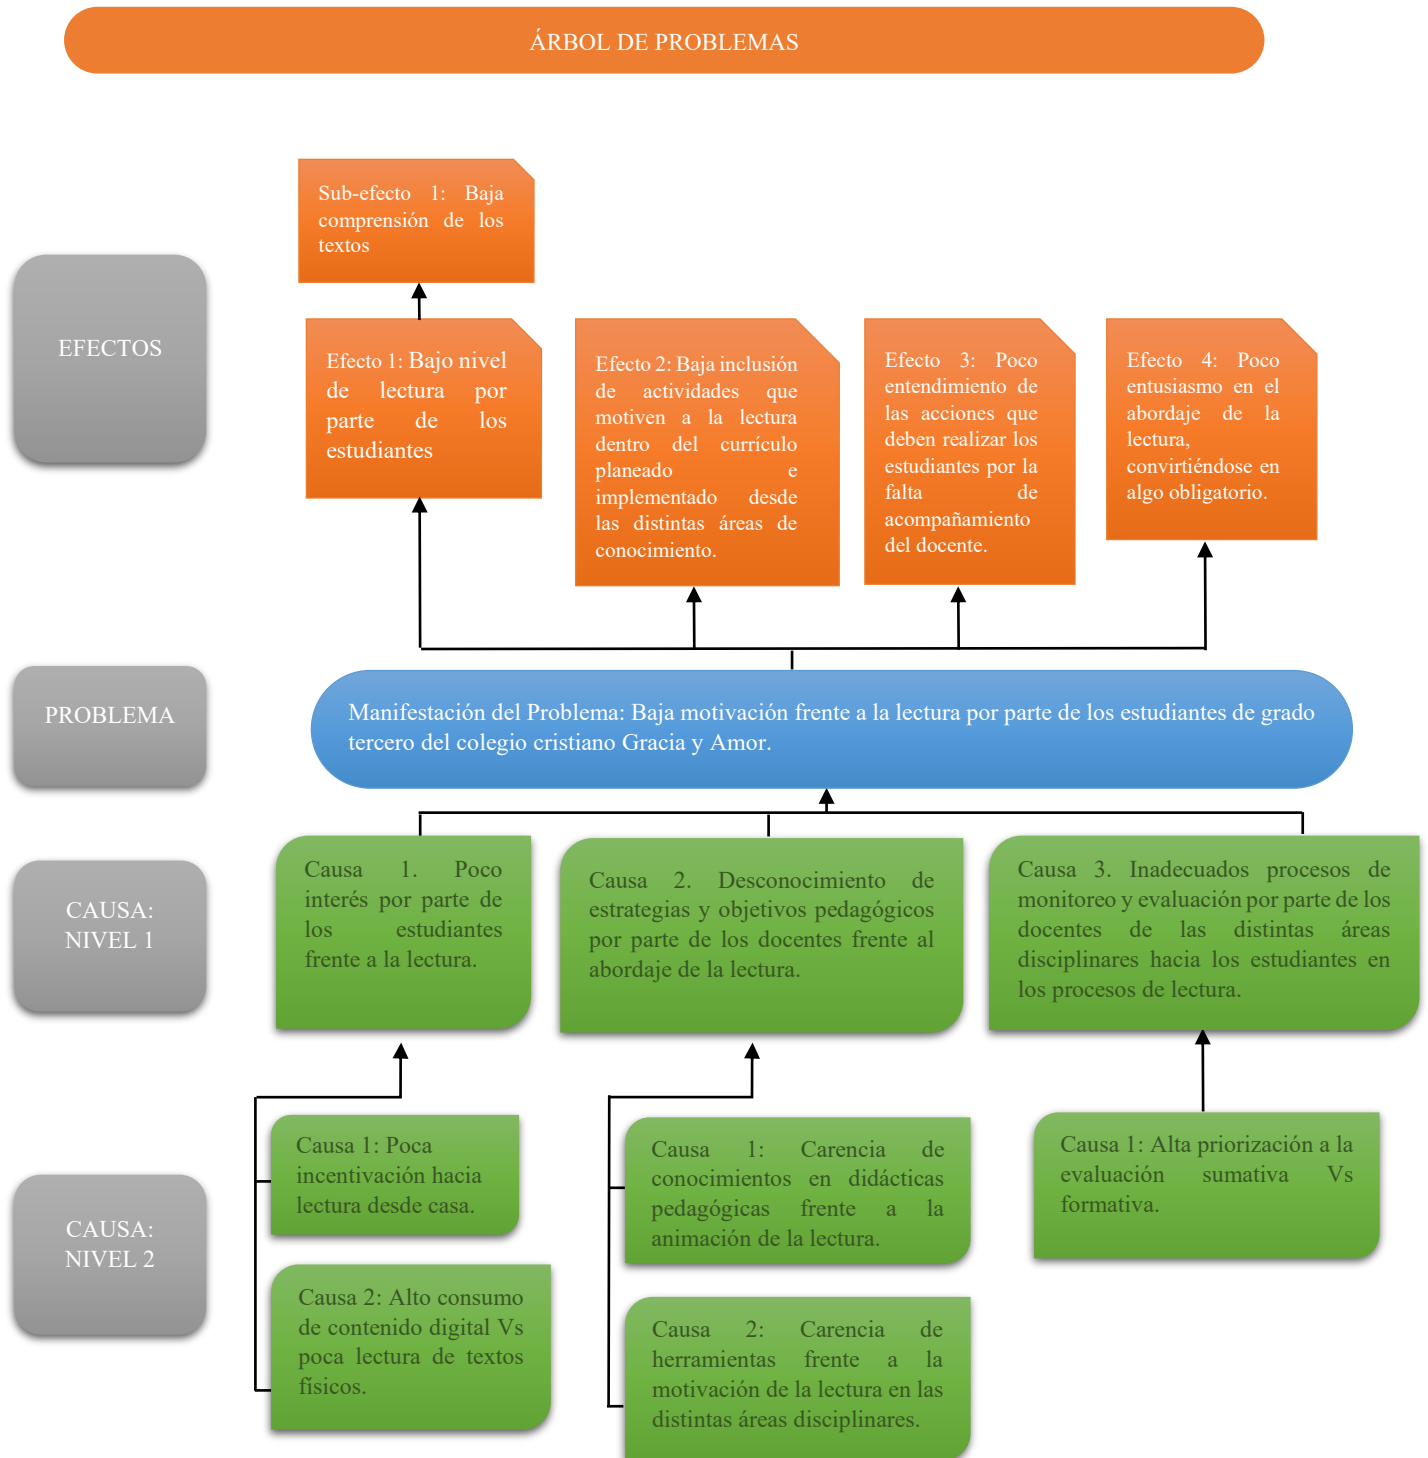 ÁRBOL DE PROBLEMAS
Sub-efecto 1: Baja
comprensión de los
textos
EFECTOS
Efecto 1: Bajo nivel
de lectura por
parte de los
estudiantes
Efecto 2: Baja inclusión
de actividades que
motiven a la lectura
dentro del currículo
planeado e
implementado desde
las distintas áreas de
conocimiento.
Efecto 3: Poco
entendimiento de
las acciones que
deben realizar los
estudiantes por la
falta de
acompañamiento
del docente.
Efecto 4: Poco
entusiasmo en el
abordaje de la
lectura,
convirtiéndose en
algo obligatorio.
PROBLEMA
Manifestación del Problema: Baja motivación frente a la lectura por parte de los estudiantes de grado
tercero del colegio cristiano Gracia y Amor.
CAUSA:
NIVEL 1
Causa 1. Poco
interés por parte de
los estudiantes
frente a la lectura.
Causa 2. Desconocimiento de
estrategias y objetivos pedagógicos
por parte de los docentes frente al
abordaje de la lectura.
Causa 3. Inadecuados procesos de
monitoreo y evaluación por parte de los
docentes de las distintas áreas
disciplinares hacia los estudiantes en
los procesos de lectura.
CAUSA:
NIVEL 2
Causa 1: Poca
incentivación hacia
lectura desde casa.
Causa 2: Alto consumo
de contenido digital Vs
poca lectura de textos
físicos.
Causa 1: Carencia de
conocimientos en didácticas
pedagógicas frente a la
animación de la lectura.
Causa 2: Carencia de
herramientas frente a la
motivación de la lectura en las
distintas áreas disciplinares.
Causa 1: Alta priorización a la
evaluación sumativa Vs
formativa.